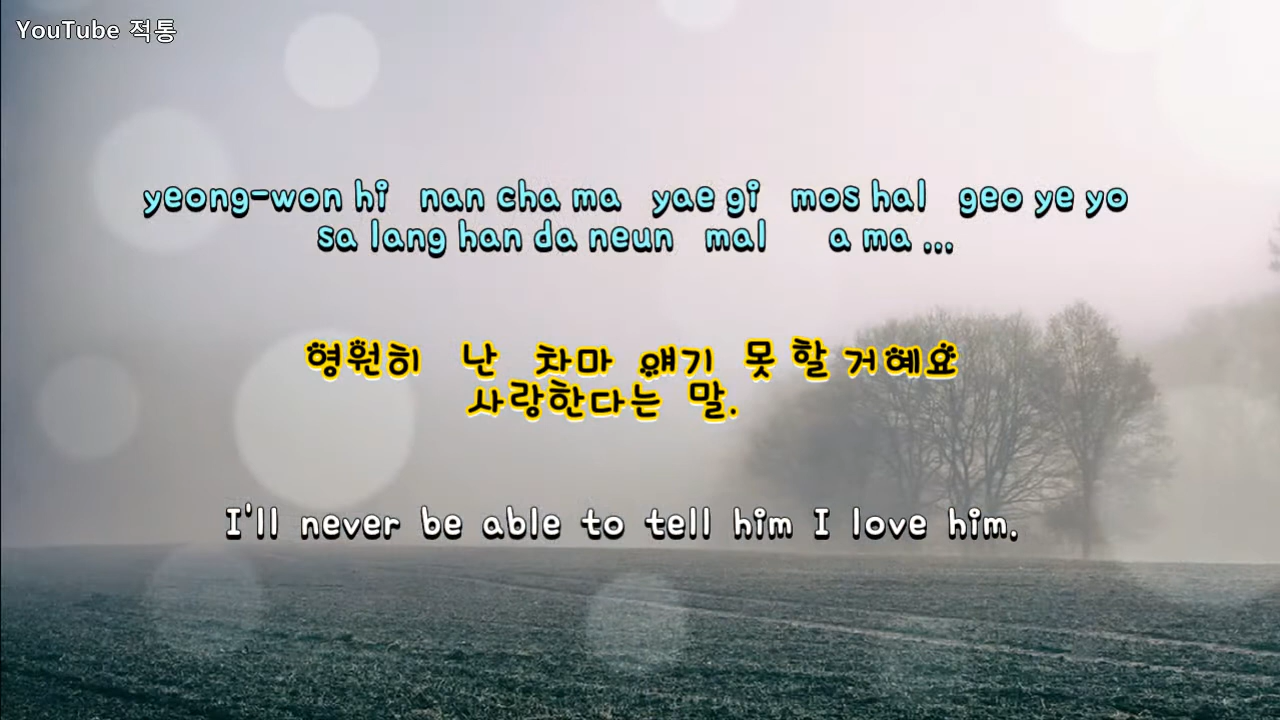 YouTube 적통
yeong-won hi nan cha ma yae gi mos hal geo ye yo
sa lang han da neun mal a ma ...
영원히 난 차마 얘기 못 할 거예요
사랑한다는 말.
I'll never be able to tell him I love him.